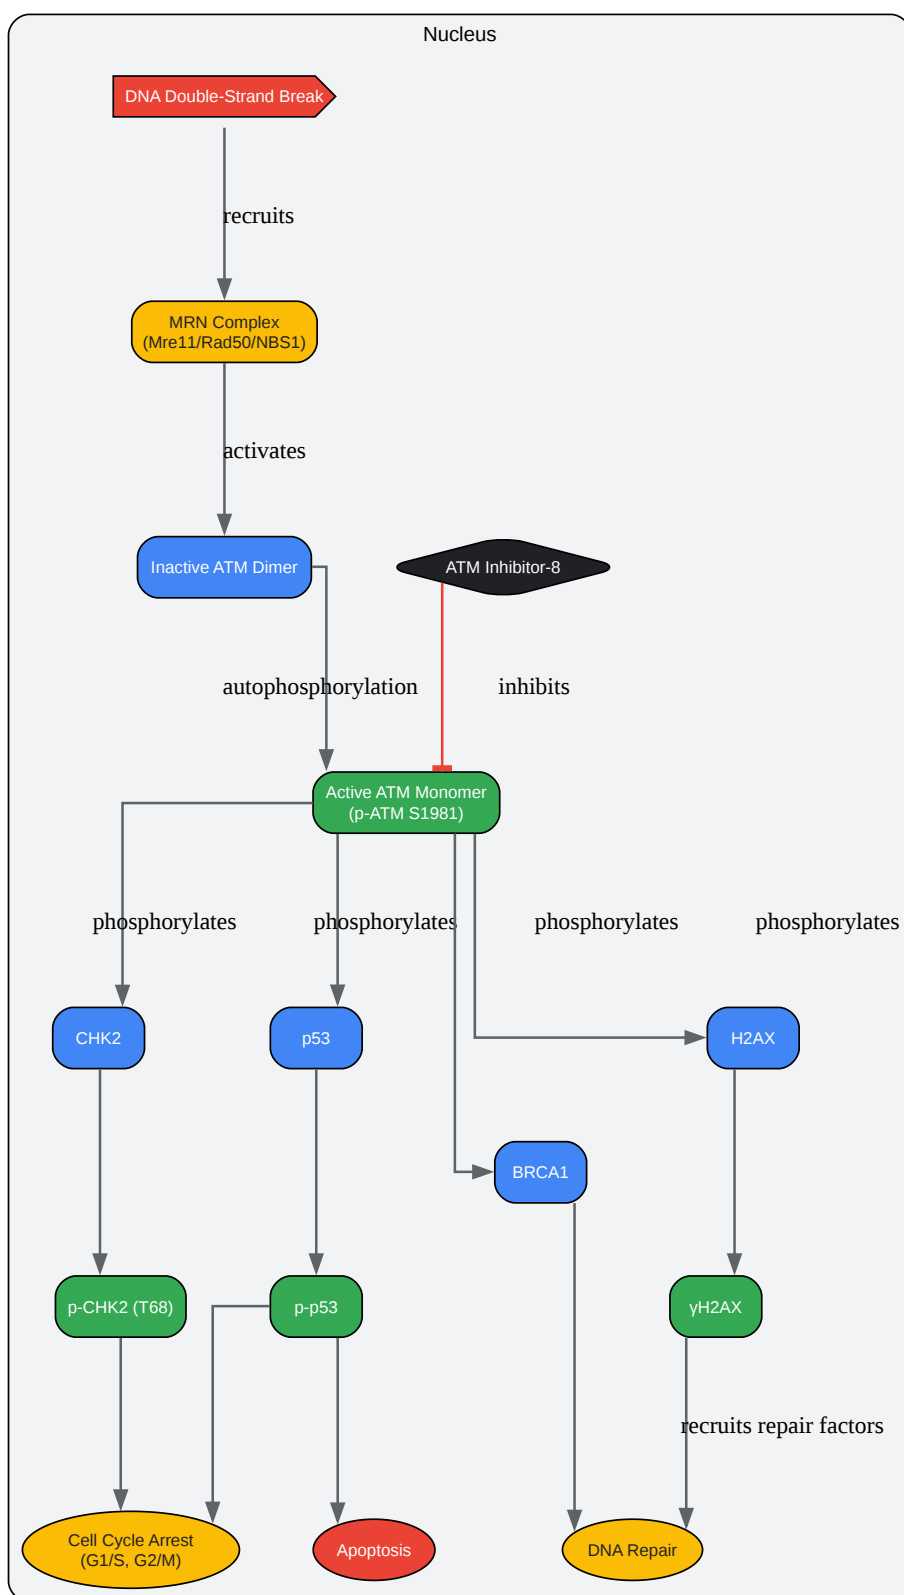 Nucleus
DNA Double-Strand Break
recruits
MRN Complex
(Mre11/Rad50/NBS1)
activates
Inactive ATM Dimer
ATM Inhibitor-8
autophosphorylation
inhibits
Active ATM Monomer
(p-ATM S1981)
phosphorylates
phosphorylates
phosphorylates
phosphorylates
CHK2
p53
H2AX
BRCA1
p-CHK2 (T68)
p-p53
γH2AX
recruits repair factors
Cell Cycle Arrest
(G1/S, G2/M)
Apoptosis
DNA Repair